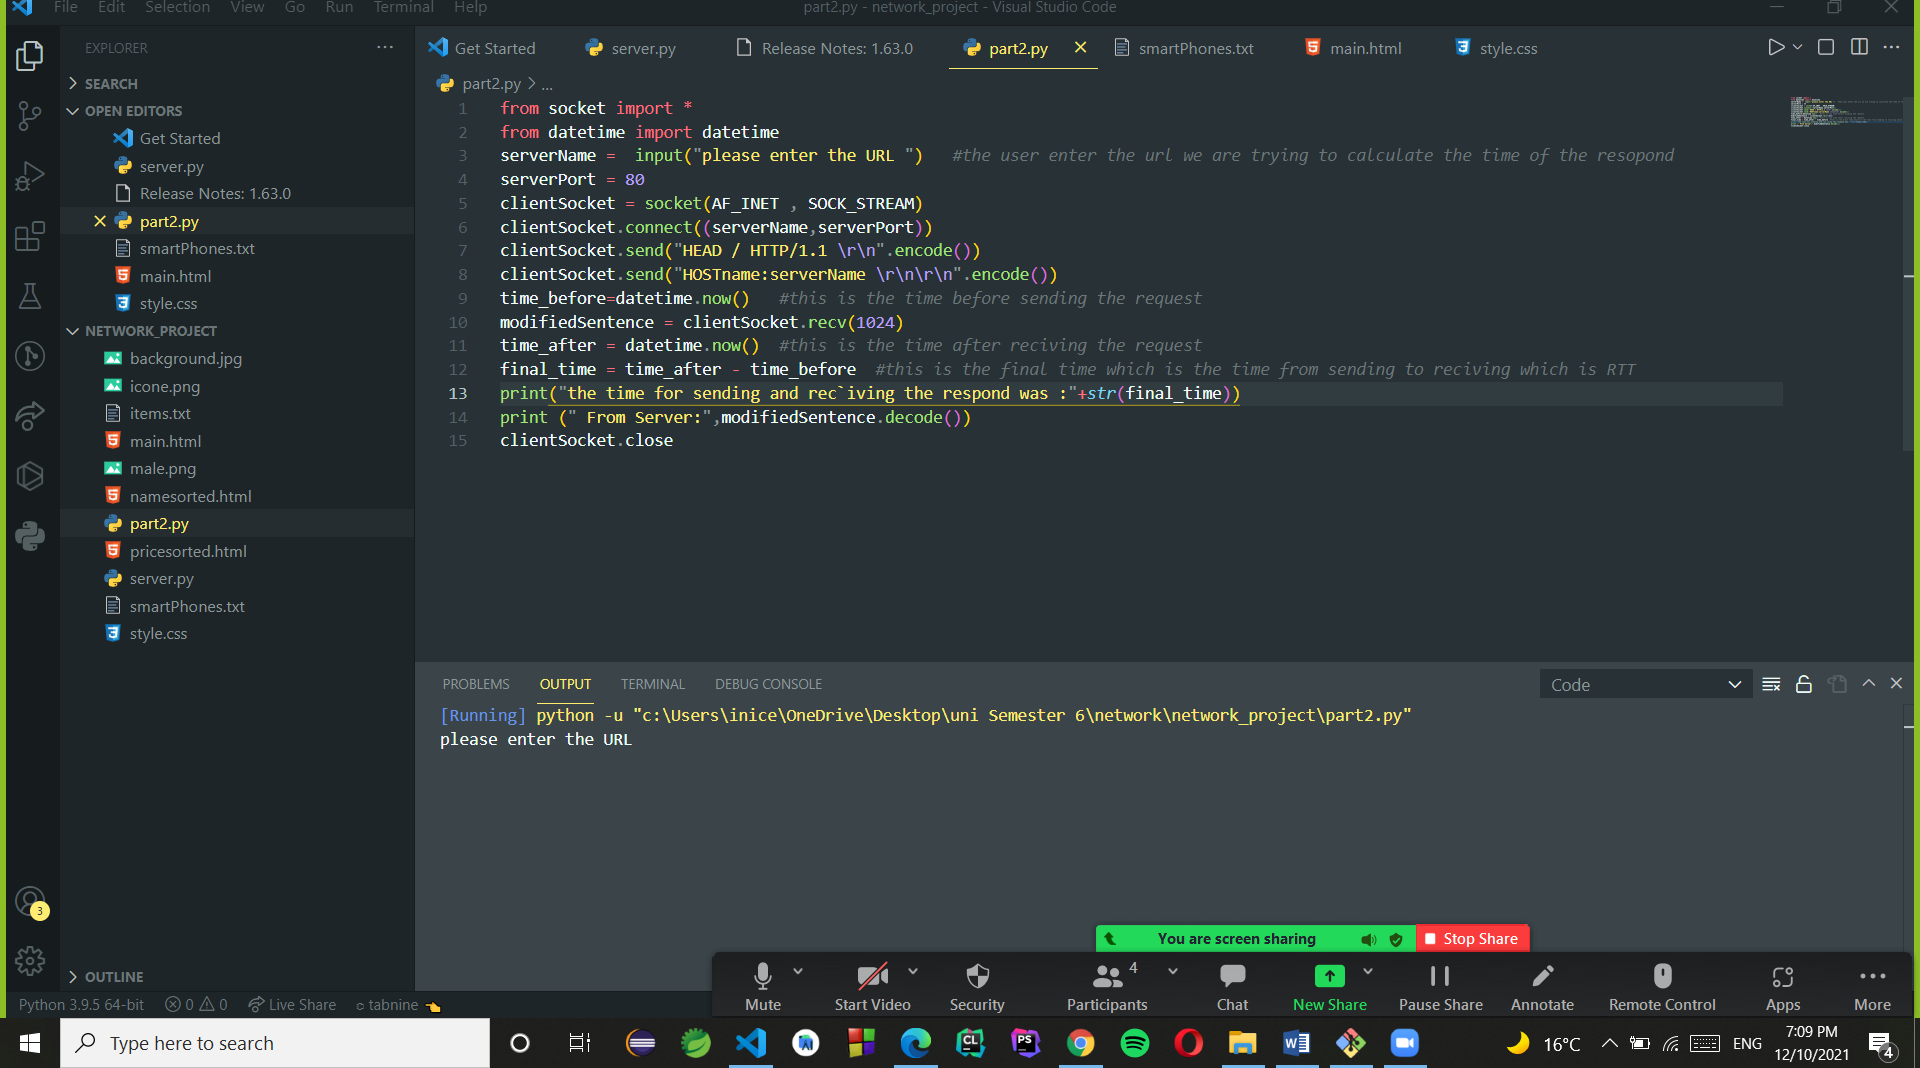 File Edit Selection View Go Run Terminal Help part2.py - network_project - Visual Studio Code
EXPLORER
SEARCH
OPEN EDITORS
Get Started
server.py
Release Notes: 1.63.0
part2.py
smartPhones.txt
main.html
style.css
NETWORK_PROJECT
background.jpg
icone.png
items.txt
main.html
male.png
namesorted.html
part2.py
pricesorted.html
server.py
smartPhones.txt
style.css
OUTLINE
Get Started server.py Release Notes: 1.63.0 part2.py smartPhones.txt main.html style.css
part2.py > ...
1 from socket import *
2 from datetime import datetime
3 serverName =  input("please enter the URL ")   #the user enter the url we are trying to calculate the time of the resopond
4 serverPort = 80
5 clientSocket = socket(AF_INET , SOCK_STREAM)
6 clientSocket.connect((serverName,serverPort))
7 clientSocket.send("HEAD / HTTP/1.1 \r\n".encode())
8 clientSocket.send("HOSTname:serverName \r\n\r\n".encode())
9 time_before=datetime.now()   #this is the time before sending the request
10 modifiedSentence = clientSocket.recv(1024)
11 time_after = datetime.now()  #this is the time after reciving the request
12 final_time = time_after - time_before  #this is the final time which is the time from sending to reciving which is RTT
13 print("the time for sending and rec`iving the respond was :"+str(final_time))
14 print (" From Server:",modifiedSentence.decode())
15 clientSocket.close
PROBLEMS OUTPUT TERMINAL DEBUG CONSOLE Code
[Running] python -u "c:\Users\inice\OneDrive\Desktop\uni Semester 6\network\network_project\part2.py"
please enter the URL
3
You are screen sharing Stop Share
4
Mute Start Video Security Participants Chat New Share Pause Share Annotate Remote Control Apps More
Python 3.9.5 64-bit 0 0 Live Share tabnine
Type here to search
CL
PS
W
16°C ENG
7:09 PM
12/10/2021
4